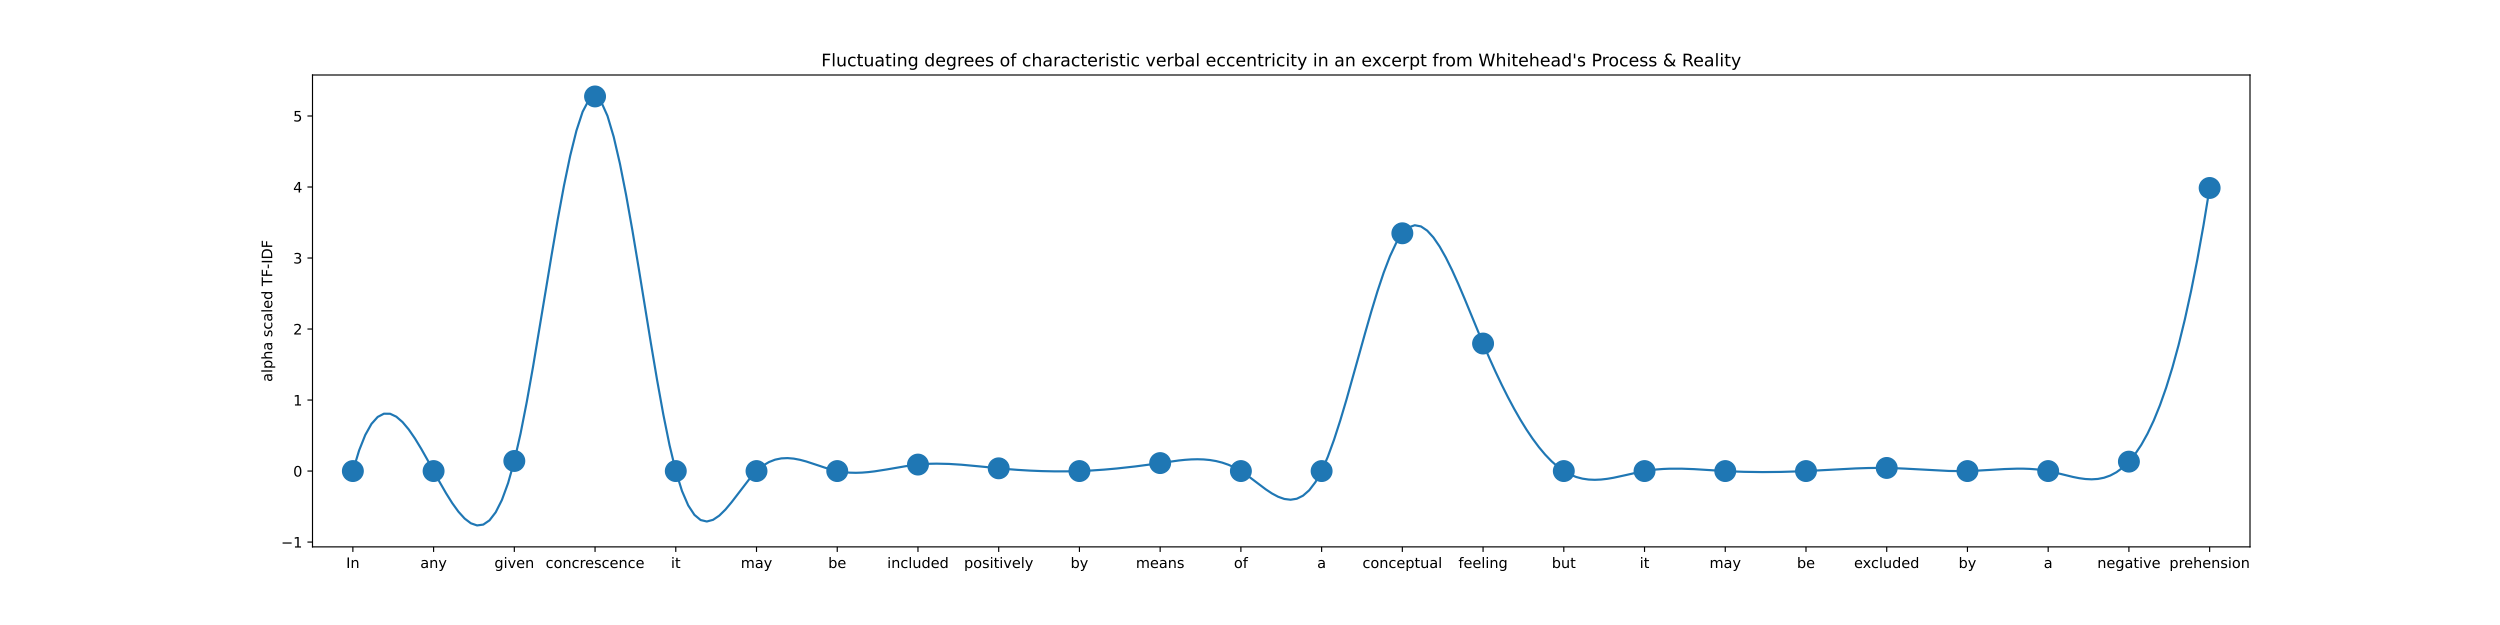 Fluctuating degrees of characteristic verbal eccentricity in an excerpt from Whitehead's Process & Reality
alpha scaled TF-IDF
5
4
3
2
1
0
−1
In any given concrescence it may be included positively by means of a conceptual feeling but it may be excluded by a negative prehension